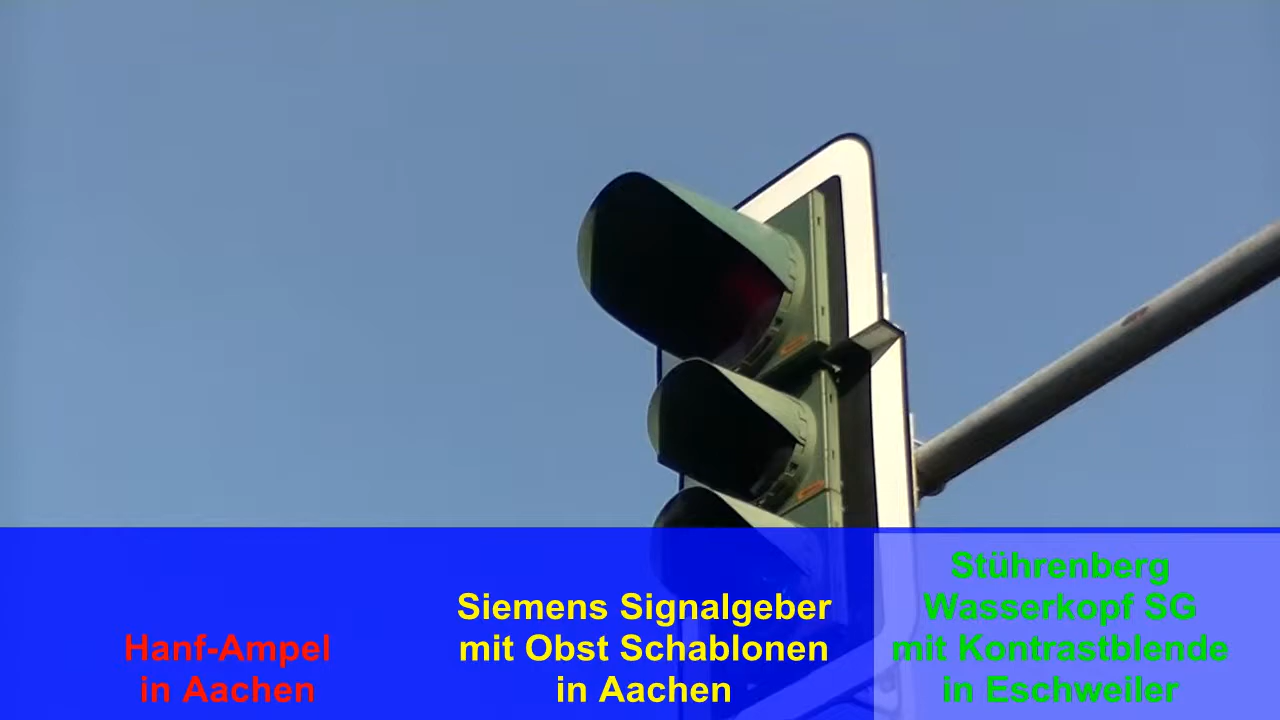 Hanf-Ampel
in Aachen
Siemens Signalgeber
mit Obst Schablonen
in Aachen
Stührenberg
Wasserkopf SG
mit Kontrastblende
in Eschweiler